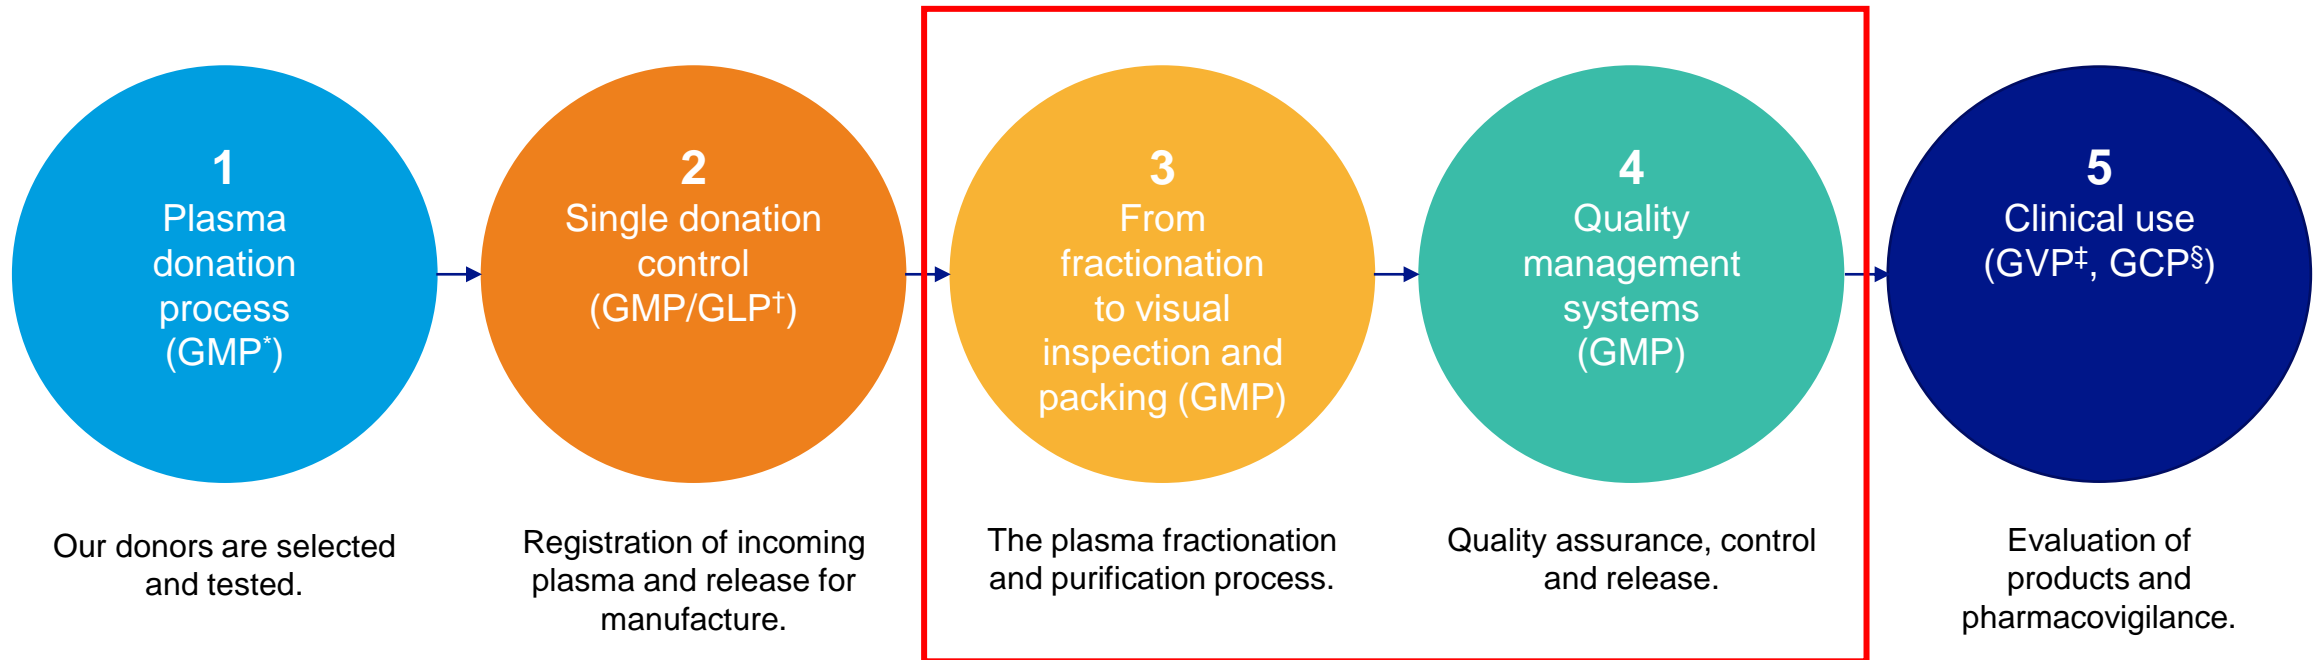 1
Plasma
donation
process
(GMP*)
2
Single donation
control
(GMP/GLP†)
3
From
fractionation
to visual
inspection and
packing (GMP)
4
Quality
management
systems
(GMP)
5
Clinical use
(GVP‡, GCP§)
Our donors are selected
and tested.
Registration of incoming
plasma and release for
manufacture.
The plasma fractionation
and purification process.
Quality assurance, control
and release.
Evaluation of
products and
pharmacovigilance.